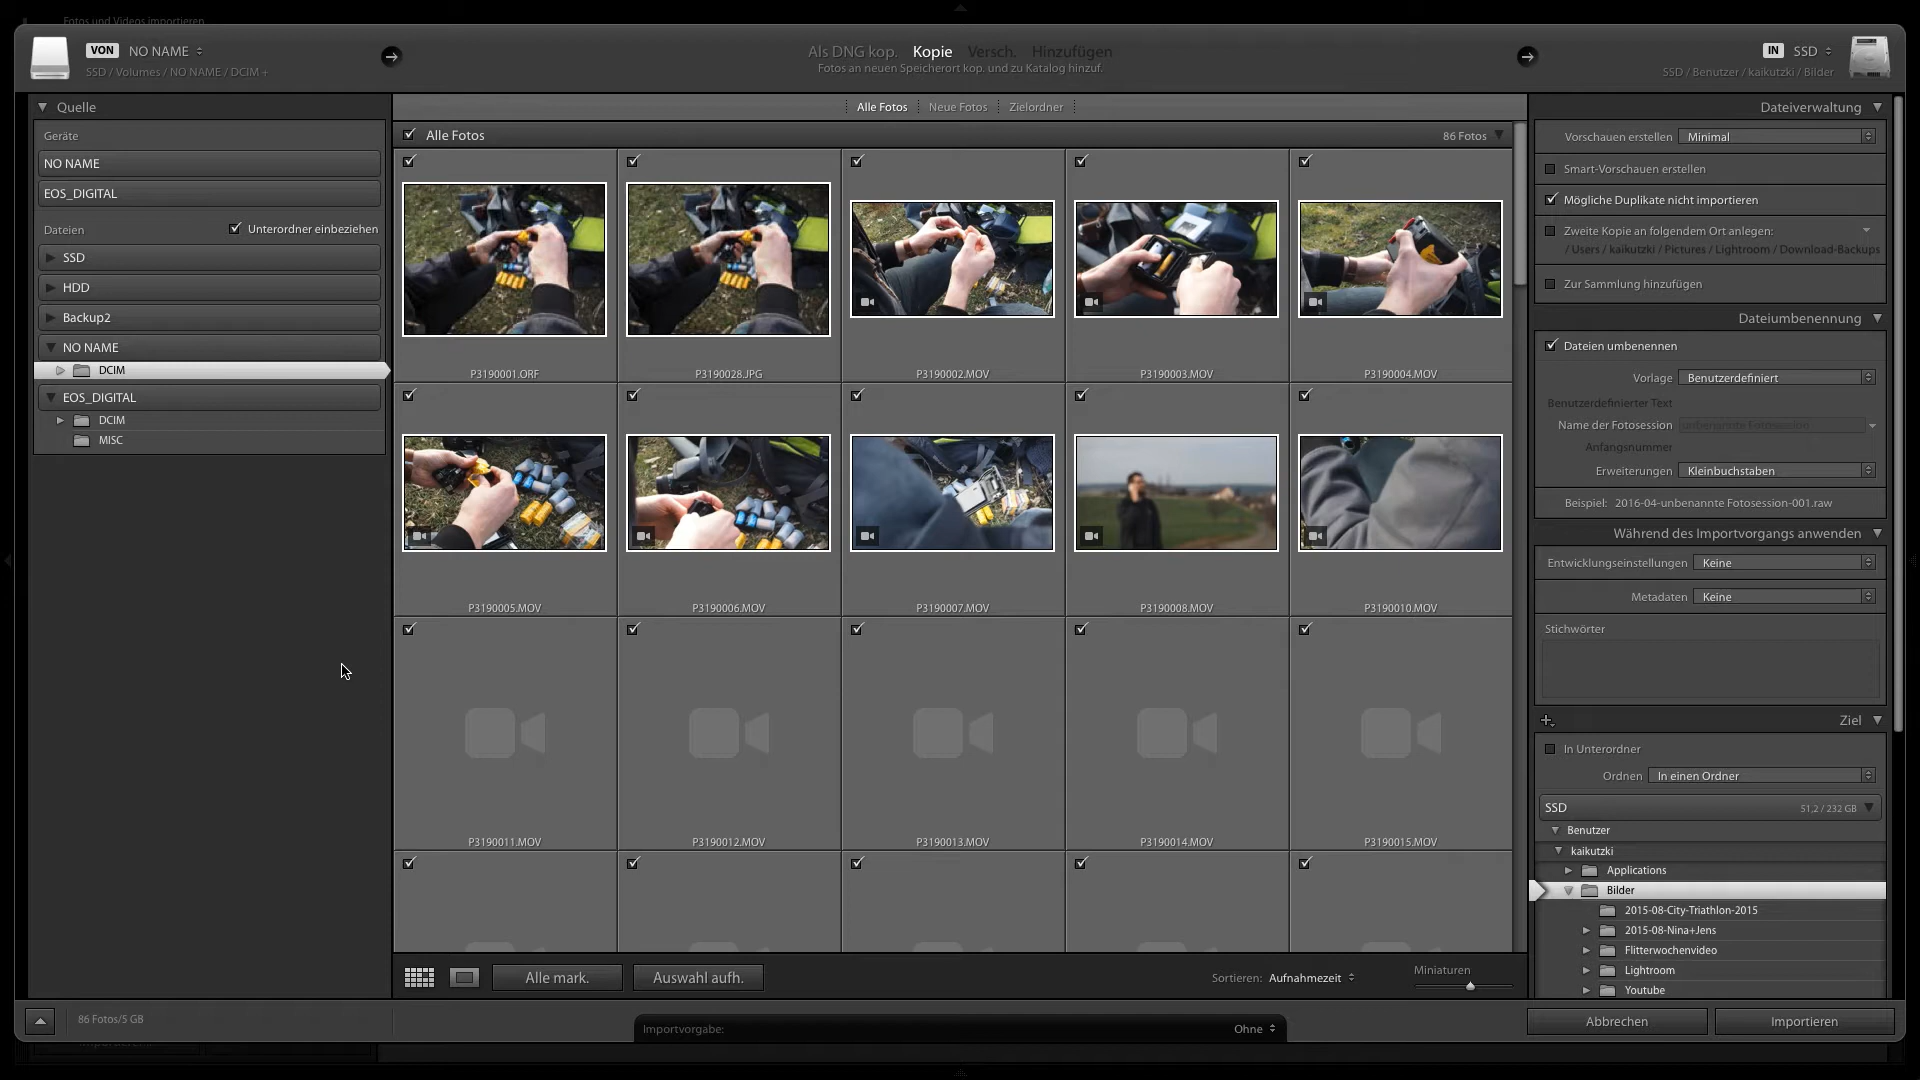 Fotos und Videos importieren
VON NO NAME
SSD / Volumes / NO NAME / DCIM +
Als DNG kop. Kopie Versch. Hinzufügen
Fotos an neuen Speicherort kop. und zu Katalog hinzuf.
IN SSD
SSD / Benutzer / kaikutzki / Bilder
Quelle
Geräte
NO NAME
EOS_DIGITAL
Dateien Unterordner einbeziehen
SSD
HDD
Backup2
NO NAME
DCIM
EOS_DIGITAL
DCIM
MISC
Alle Fotos Neue Fotos Zielordner
Alle Fotos 86 Fotos
P3190001.ORF P3190028.JPG P3190002.MOV P3190003.MOV P3190004.MOV
P3190005.MOV P3190006.MOV P3190007.MOV P3190008.MOV P3190010.MOV
P3190011.MOV P3190012.MOV P3190013.MOV P3190014.MOV P3190015.MOV
Alle mark. Auswahl aufh. Sortieren: Aufnahmezeit Miniaturen
Dateiverwaltung
Vorschauen erstellen Minimal
Smart-Vorschauen erstellen
Mögliche Duplikate nicht importieren
Zweite Kopie an folgendem Ort anlegen:
/ Users / kaikutzki / Pictures / Lightroom / Download-Backups
Zur Sammlung hinzufügen
Dateiumbenennung
Dateien umbenennen
Vorlage Benutzerdefiniert
Benutzerdefinierter Text
Name der Fotosession unbenannte Fotosession
Anfangsnummer
Erweiterungen Kleinbuchstaben
Beispiel: 2016-04-unbenannte Fotosession-001.raw
Während des Importvorgangs anwenden
Entwicklungseinstellungen Keine
Metadaten Keine
Stichwörter
Ziel
In Unterordner
Ordnen In einen Ordner
SSD 51,2 / 232 GB
Benutzer
kaikutzki
Applications
Bilder
2015-08-City-Triathlon-2015
2015-08-Nina+Jens
Flitterwochenvideo
Lightroom
Youtube
86 Fotos/5 GB
Importvorgabe: Ohne
Abbrechen Importieren